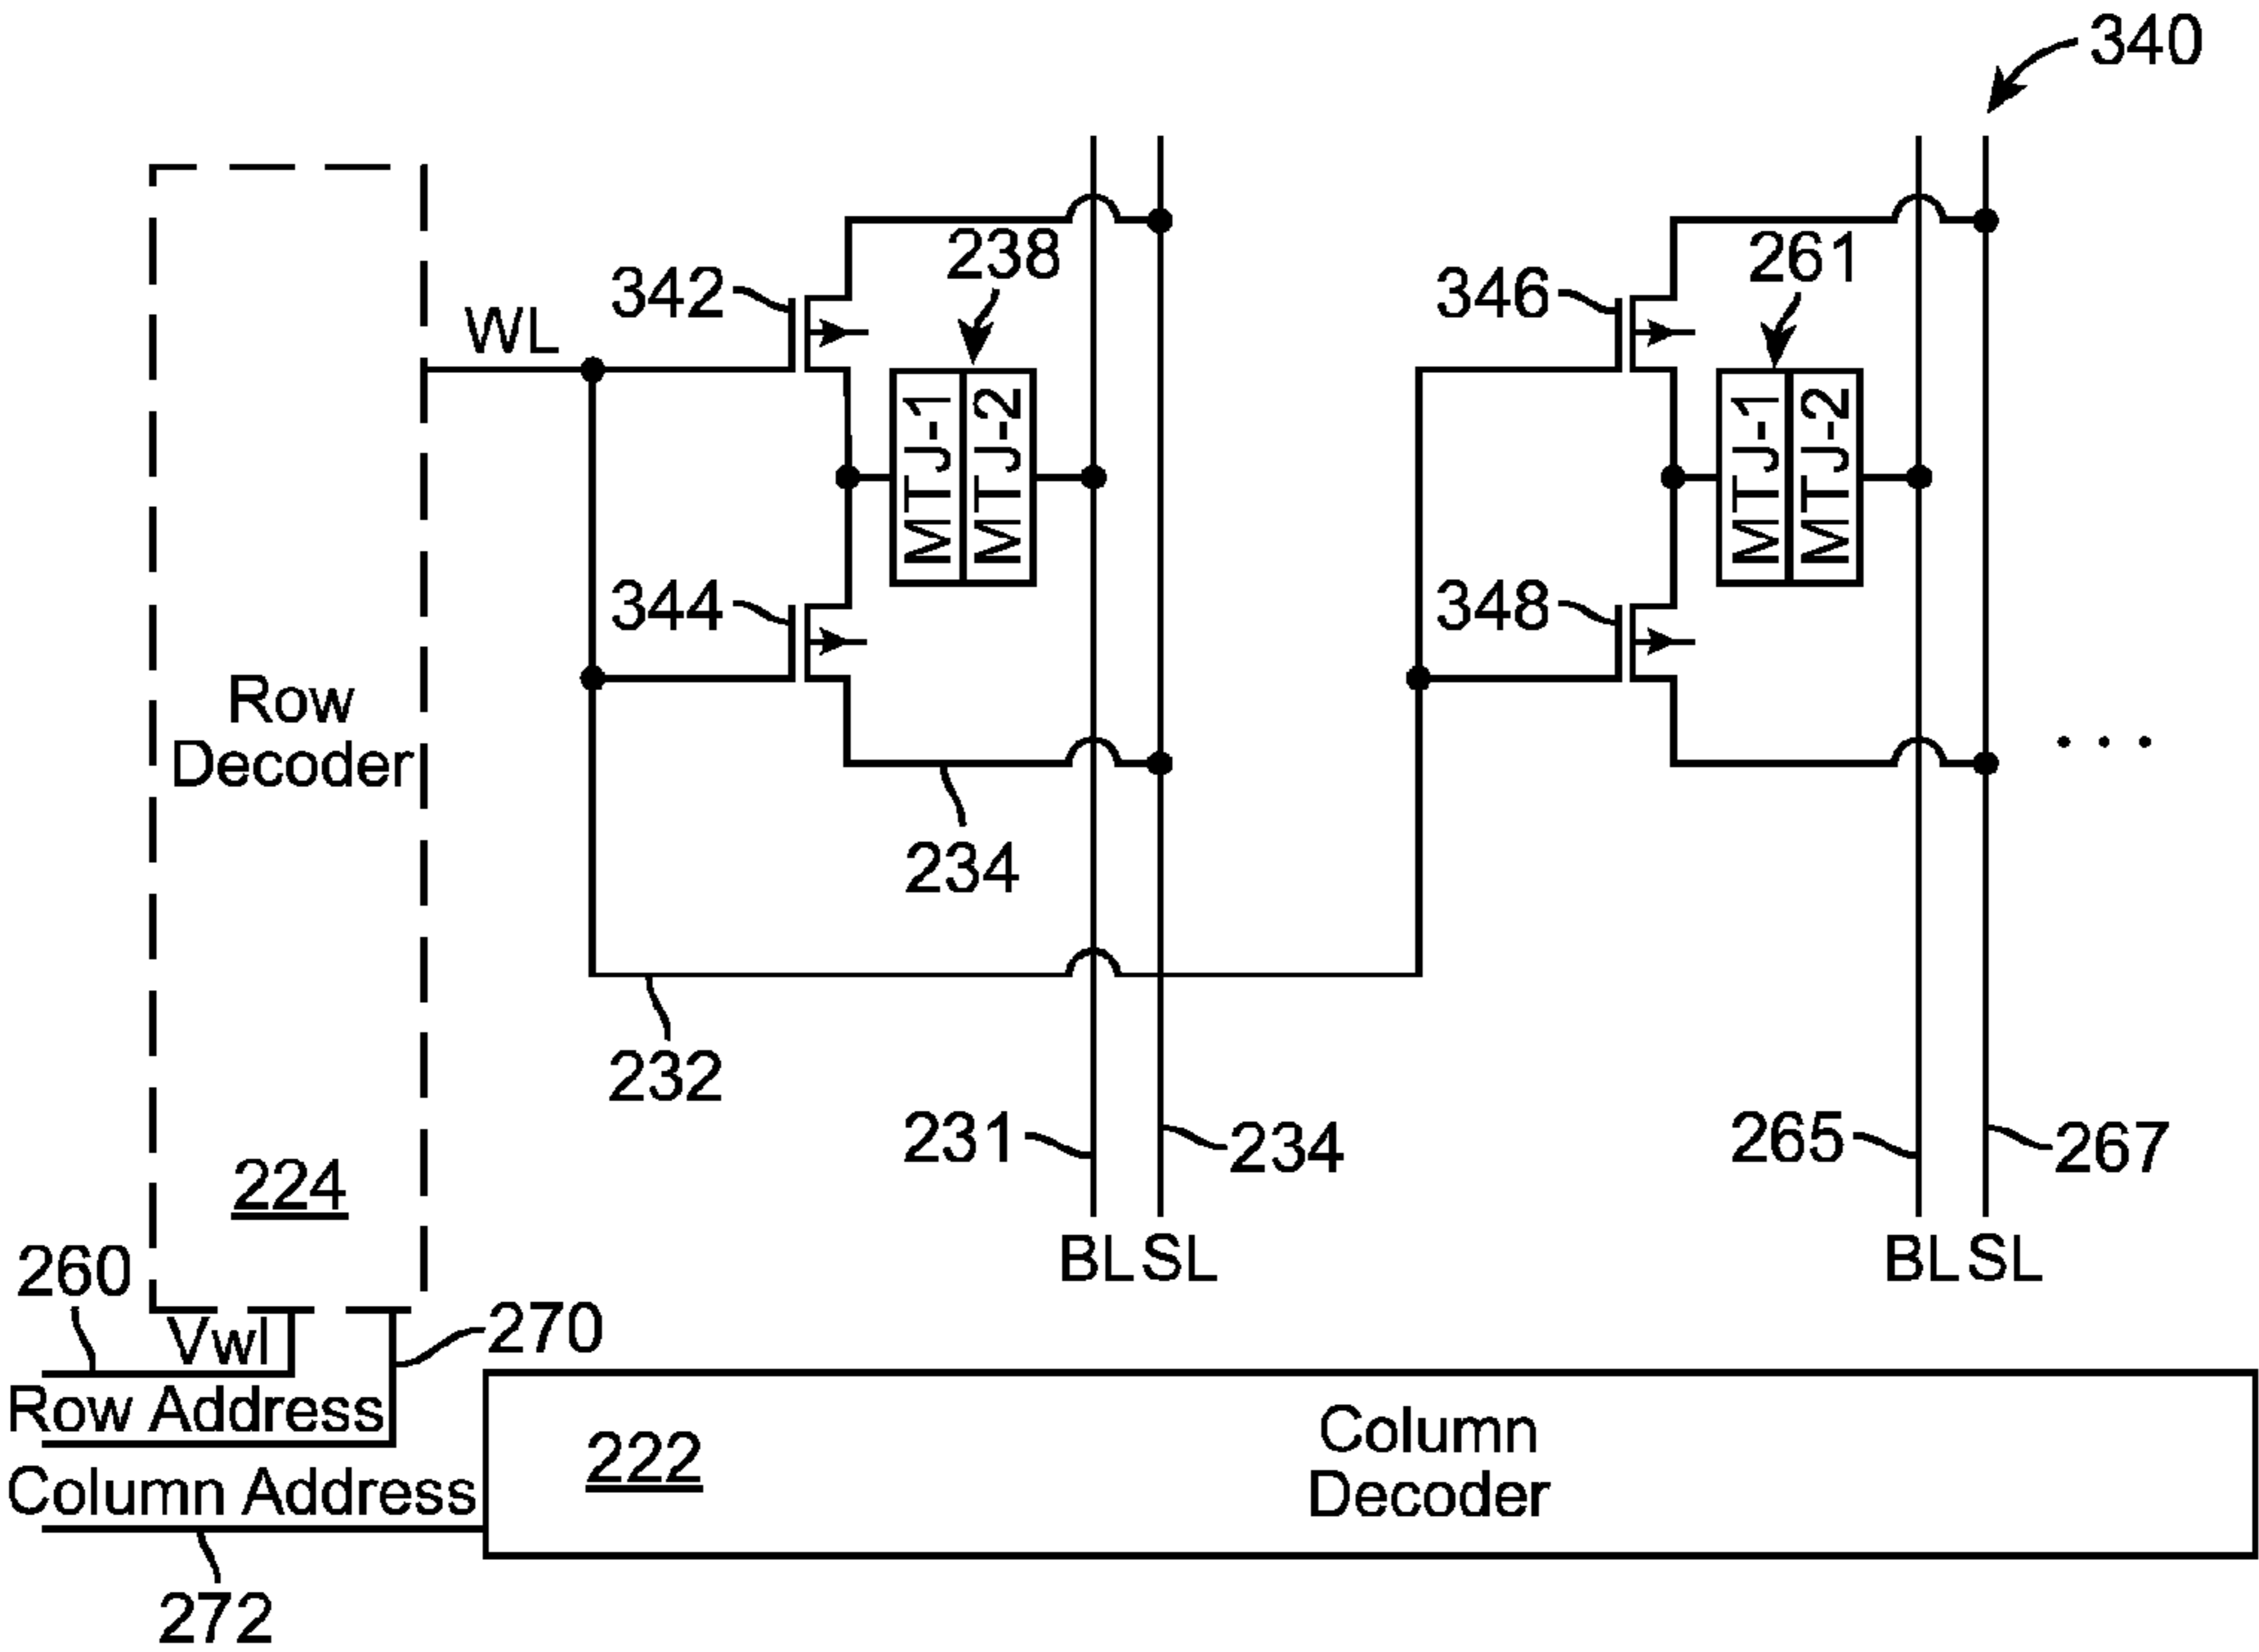 340
238
261
342
346
WL
MTJ-1
MTJ-2
MTJ-1
MTJ-2
344
348
Row
Decoder
234
232
231
234
265
267
224
BL
SL
BL
SL
260
Vwl
270
Row Address
Column Address
222
Column
Decoder
272